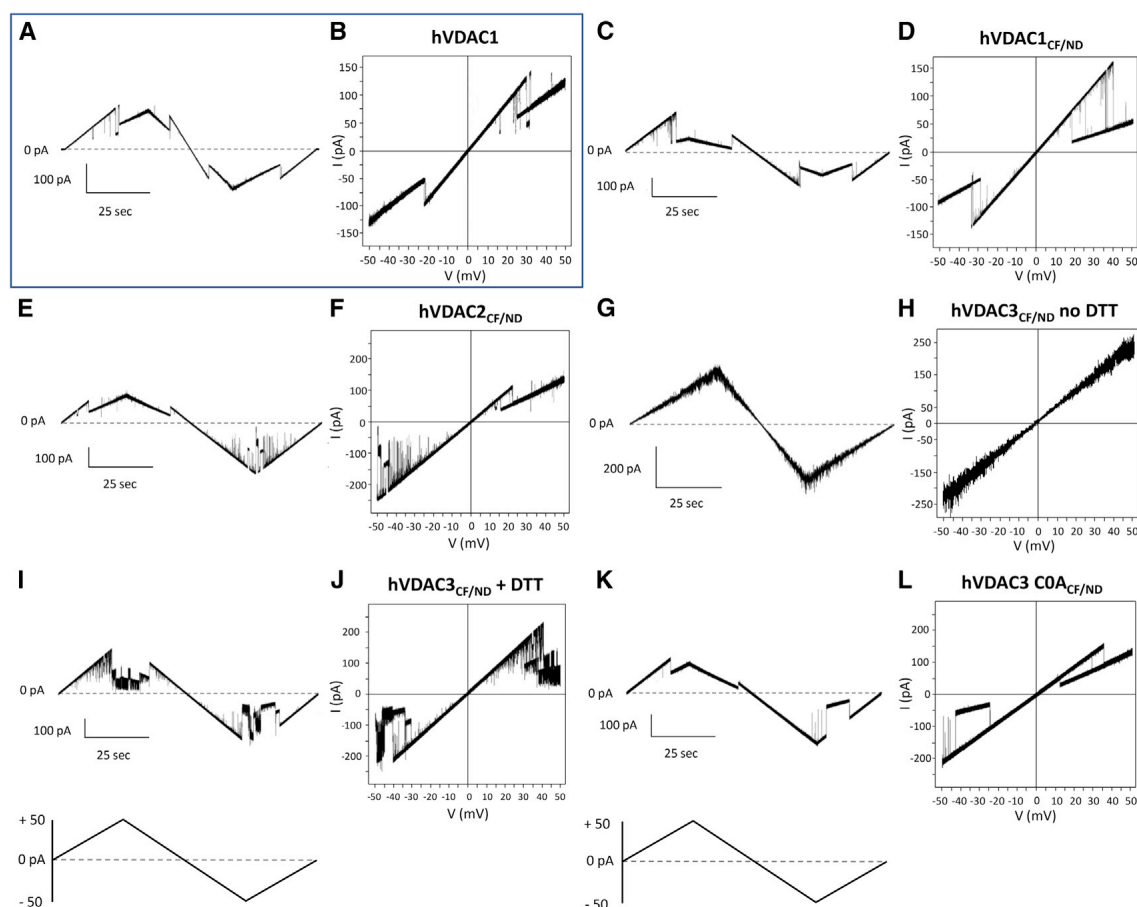 A
0 pA
100 pA
25 sec
B
hVDAC1
I (pA)
150
100
50
0
-50
-100
-150
-50 -40 -30 -20 -10 0 10 20 30 40 50
V (mV)
C
0 pA
100 pA
25 sec
D
hVDAC1CF/ND
I (pA)
150
100
50
0
-50
-100
-150
-50 -40 -30 -20 -10 0 10 20 30 40 50
V (mV)
E
0 pA
100 pA
25 sec
F
hVDAC2CF/ND
I (pA)
200
100
0
-100
-200
-50 -40 -30 -20 -10 0 10 20 30 40 50
V (mV)
G
0 pA
200 pA
25 sec
H
hVDAC3CF/ND no DTT
I (pA)
250
150
50
0
-50
-150
-250
-50 -40 -30 -20 -10 0 10 20 30 40 50
V (mV)
I
0 pA
100 pA
25 sec
J
hVDAC3CF/ND + DTT
I (pA)
200
100
0
-100
-200
-50 -40 -30 -20 -10 0 10 20 30 40 50
V (mV)
K
0 pA
100 pA
25 sec
L
hVDAC3 C0ACF/ND
I (pA)
200
100
0
-100
-200
-50 -40 -30 -20 -10 0 10 20 30 40 50
V (mV)
+ 50
0 pA
- 50
+ 50
0 pA
- 50